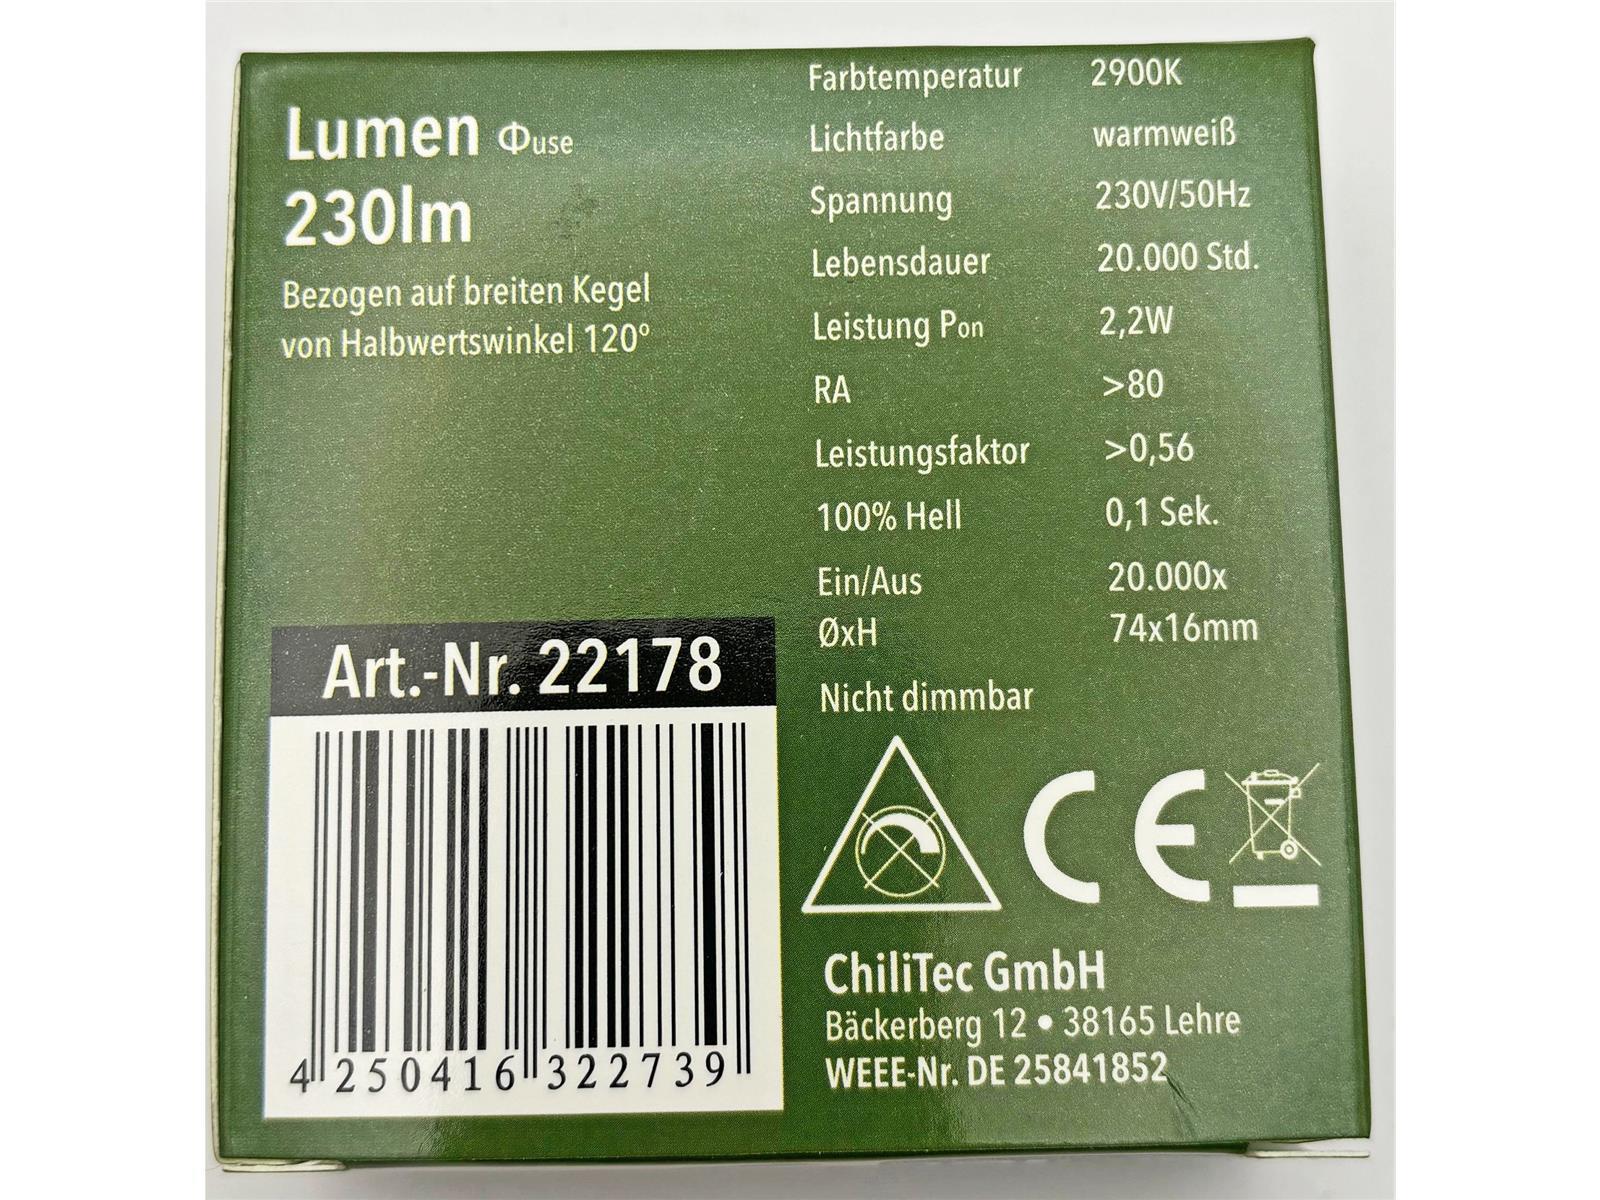 Lumen Φuse
230lm
Bezogen auf breiten Kegel
von Halbwertswinkel 120°
Farbtemperatur 2900K
Lichtfarbe warmweiß
Spannung 230V/50Hz
Lebensdauer 20.000 Std.
Leistung Pon 2,2W
RA >80
Leistungsfaktor >0,56
100% Hell 0,1 Sek.
Ein/Aus 20.000x
ØxH 74x16mm
Nicht dimmbar
Art.-Nr. 22178
4 250416 322739
CE
ChiliTec GmbH
Bäckerberg 12 • 38165 Lehre
WEEE-Nr. DE 25841852